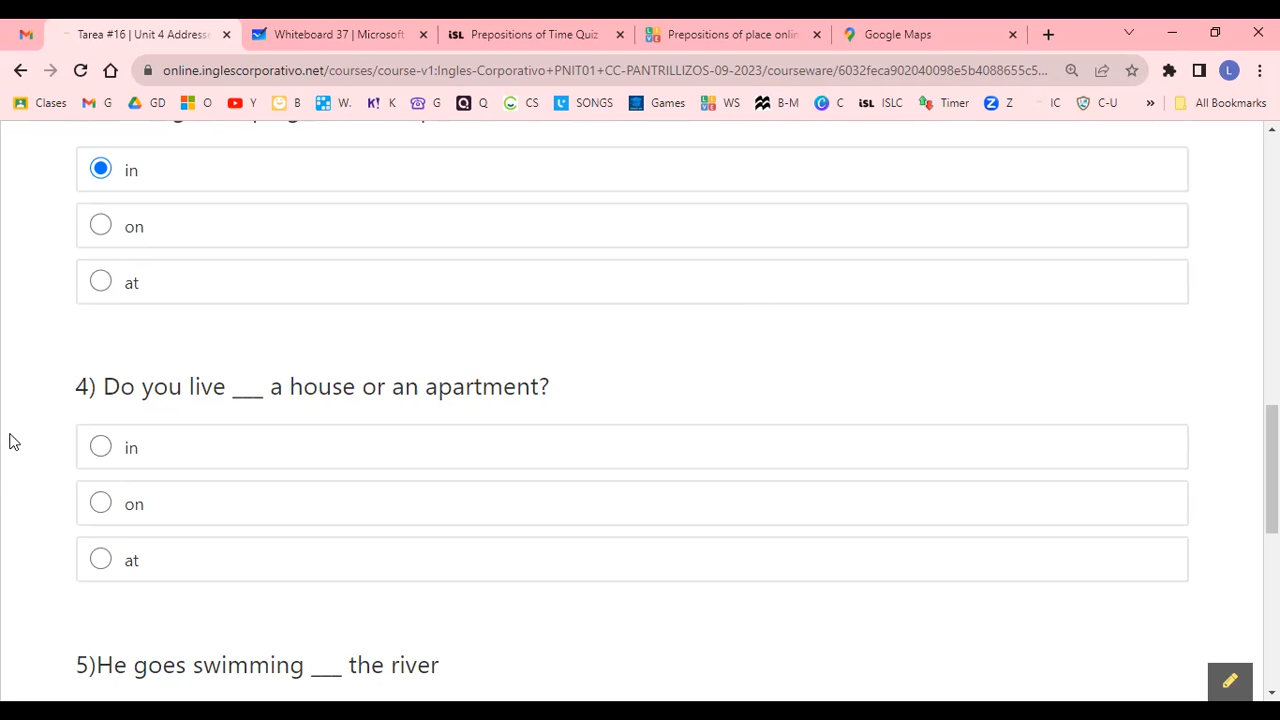 Tarea #16 | Unit 4 Addresse
Whiteboard 37 | Microsoft
iSL Prepositions of Time Quiz
Prepositions of place onlin
Google Maps
online.inglescorporativo.net/courses/course-v1:Ingles-Corporativo+PNIT01+CC-PANTRILLIZOS-09-2023/courseware/6032feca902040098e5b4088655c5...
L
Clases M G GD O Y B W. K! K G Q Q CS SONGS Games WS B-M C iSL ISLC Timer Z Z IC C-U » All Bookmarks
in
on
at
4) Do you live ___ a house or an apartment?
in
on
at
5)He goes swimming ___ the river